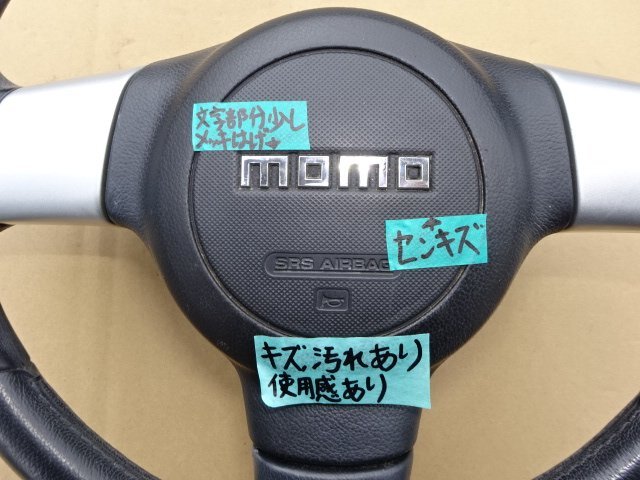 文字部分少し
メッキはげ↓
momo
↑
センキズ
SRS AIRBAG
キズ汚れあり
使用感あり